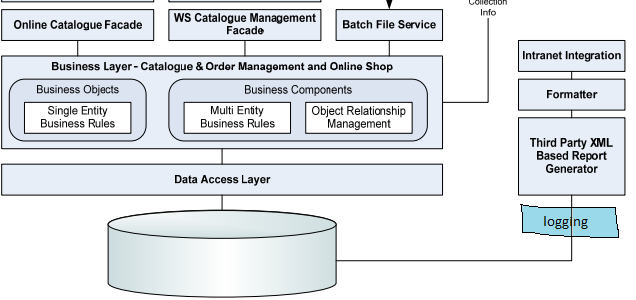 Collection
Info
Online Catalogue Facade
WS Catalogue Management
Facade
Batch File Service
Business Layer - Catalogue & Order Management and Online Shop
Business Objects
Single Entity
Business Rules
Business Components
Multi Entity
Business Rules
Object Relationship
Management
Data Access Layer
Intranet Integration
Formatter
Third Party XML
Based Report
Generator
logging